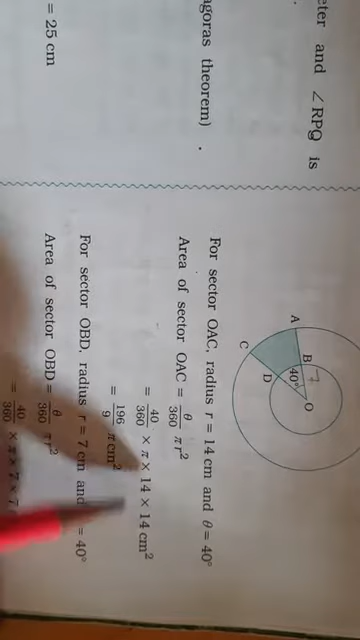 eter and ∠RPQ is
agoras theorem) .
= 25 cm
A
C
B
D
7
40°
O
For sector OAC, radius r = 14 cm and θ = 40°
Area of sector OAC = θ/360 πr²
= 40/360 × π × 14 × 14 cm²
= 196/9 π cm²
For sector OBD, radius r = 7 cm and = 40°
Area of sector OBD = θ/360 πr²
= 40/360 × π × 7 × 7